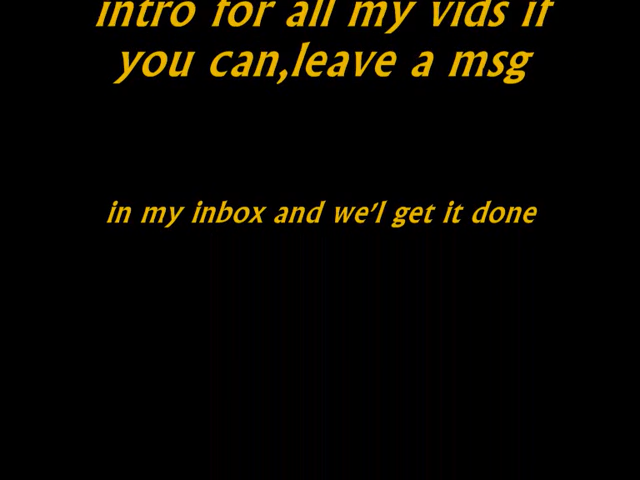 intro for all my vids if
you can,leave a msg
in my inbox and we'l get it done